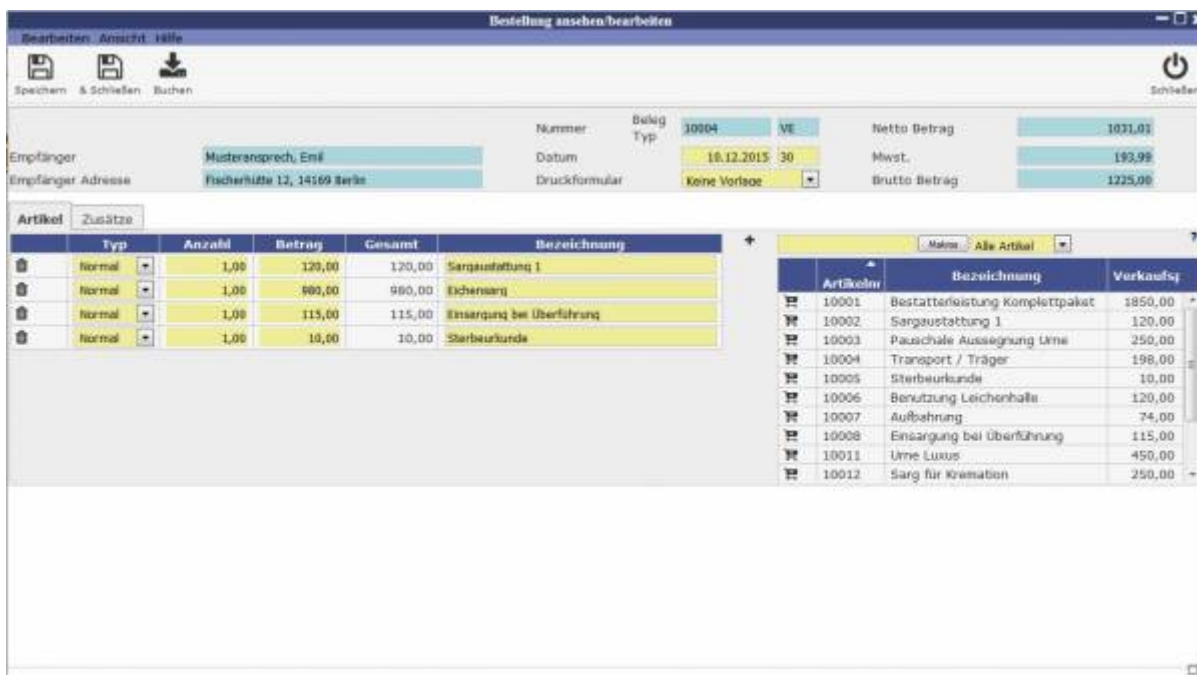 Bestellung ansehen/bearbeiten
Bearbeiten Ansicht Hilfe
Speichern & Schließen Buchen Schließen
Nummer Beleg Typ 10004 VE Netto Betrag 1031,01
Empfänger Musteransprech, Emil Datum 10.12.2015 30 Mwst. 193,99
Empfänger Adresse Fischerhütte 12, 14169 Berlin Druckformular Keine Vorlage Brutto Betrag 1225,00
Artikel Zusätze
Typ Anzahl Betrag Gesamt Bezeichnung
Normal 1,00 120,00 120,00 Sargaustattung 1
Normal 1,00 980,00 980,00 Eichensarg
Normal 1,00 115,00 115,00 Einsargung bei Überführung
Normal 1,00 10,00 10,00 Sterbeurkunde
+ Makros Alle Artikel ?
Artikelnr Bezeichnung Verkaufsp
10001 Bestatterleistung Komplettpaket 1850,00
10002 Sargaustattung 1 120,00
10003 Pauschale Aussegnung Urne 250,00
10004 Transport / Träger 198,00
10005 Sterbeurkunde 10,00
10006 Benutzung Leichenhalle 120,00
10007 Aufbahrung 74,00
10008 Einsargung bei Überführung 115,00
10011 Urne Luxus 450,00
10012 Sarg für Kremation 250,00